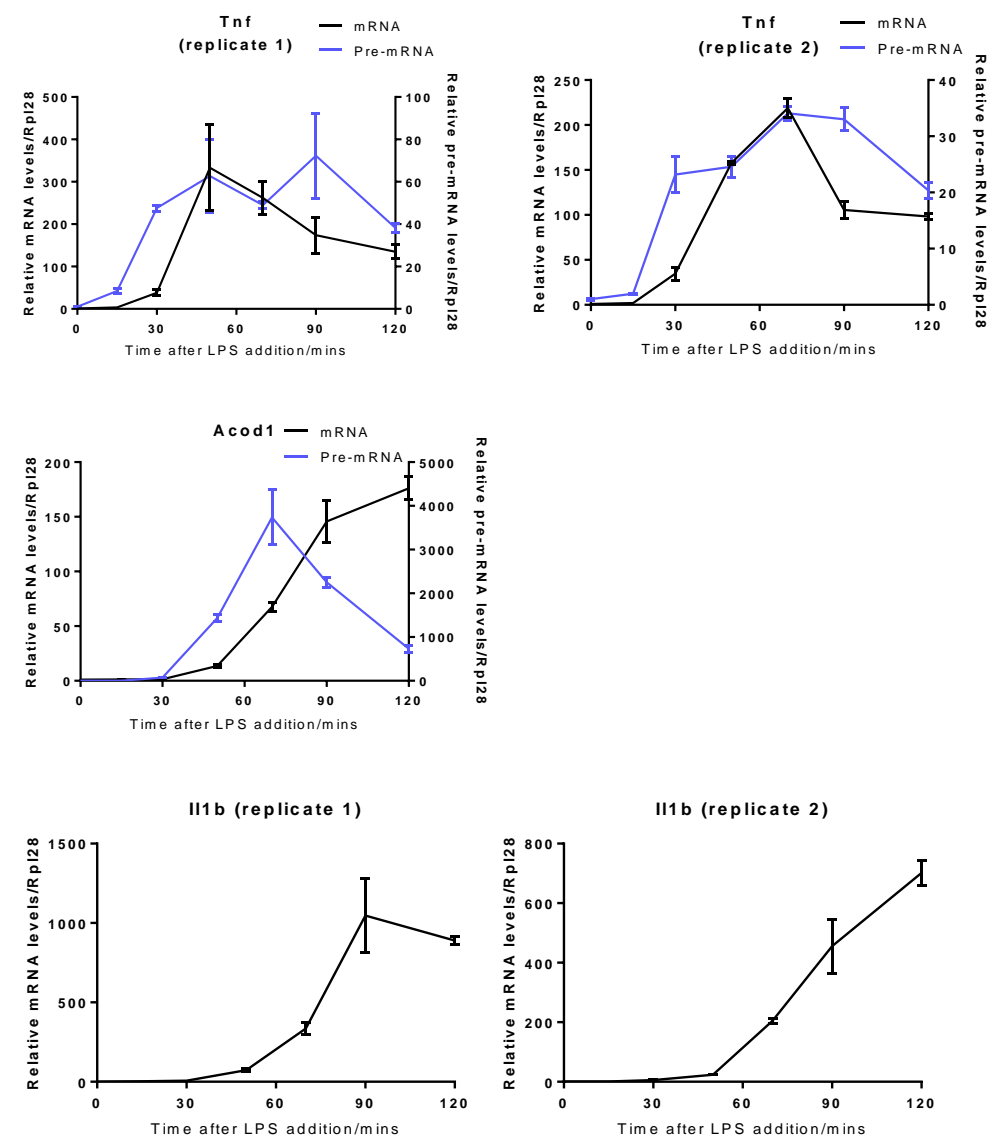 Tnf
(replicate 1)
mRNA
Pre-mRNA
Relative mRNA levels/Rpl28
Relative pre-mRNA levels/Rpl28
500
400
300
200
100
0
100
80
60
40
20
0
0 30 60 90 120
Time after LPS addition/mins
Tnf
(replicate 2)
mRNA
Pre-mRNA
Relative mRNA levels/Rpl28
Relative pre-mRNA levels/Rpl28
250
200
150
100
50
0
40
30
20
10
0
0 30 60 90 120
Time after LPS addition/mins
Acod1
mRNA
Pre-mRNA
Relative mRNA levels/Rpl28
Relative pre-mRNA levels/Rpl28
200
150
100
50
0
5000
4000
3000
2000
1000
0
0 30 60 90 120
Time after LPS addition/mins
Il1b (replicate 1)
Relative mRNA levels/Rpl28
1500
1000
500
0
0 30 60 90 120
Time after LPS addition/mins
Il1b (replicate 2)
Relative mRNA levels/Rpl28
800
600
400
200
0
0 30 60 90 120
Time after LPS addition/mins